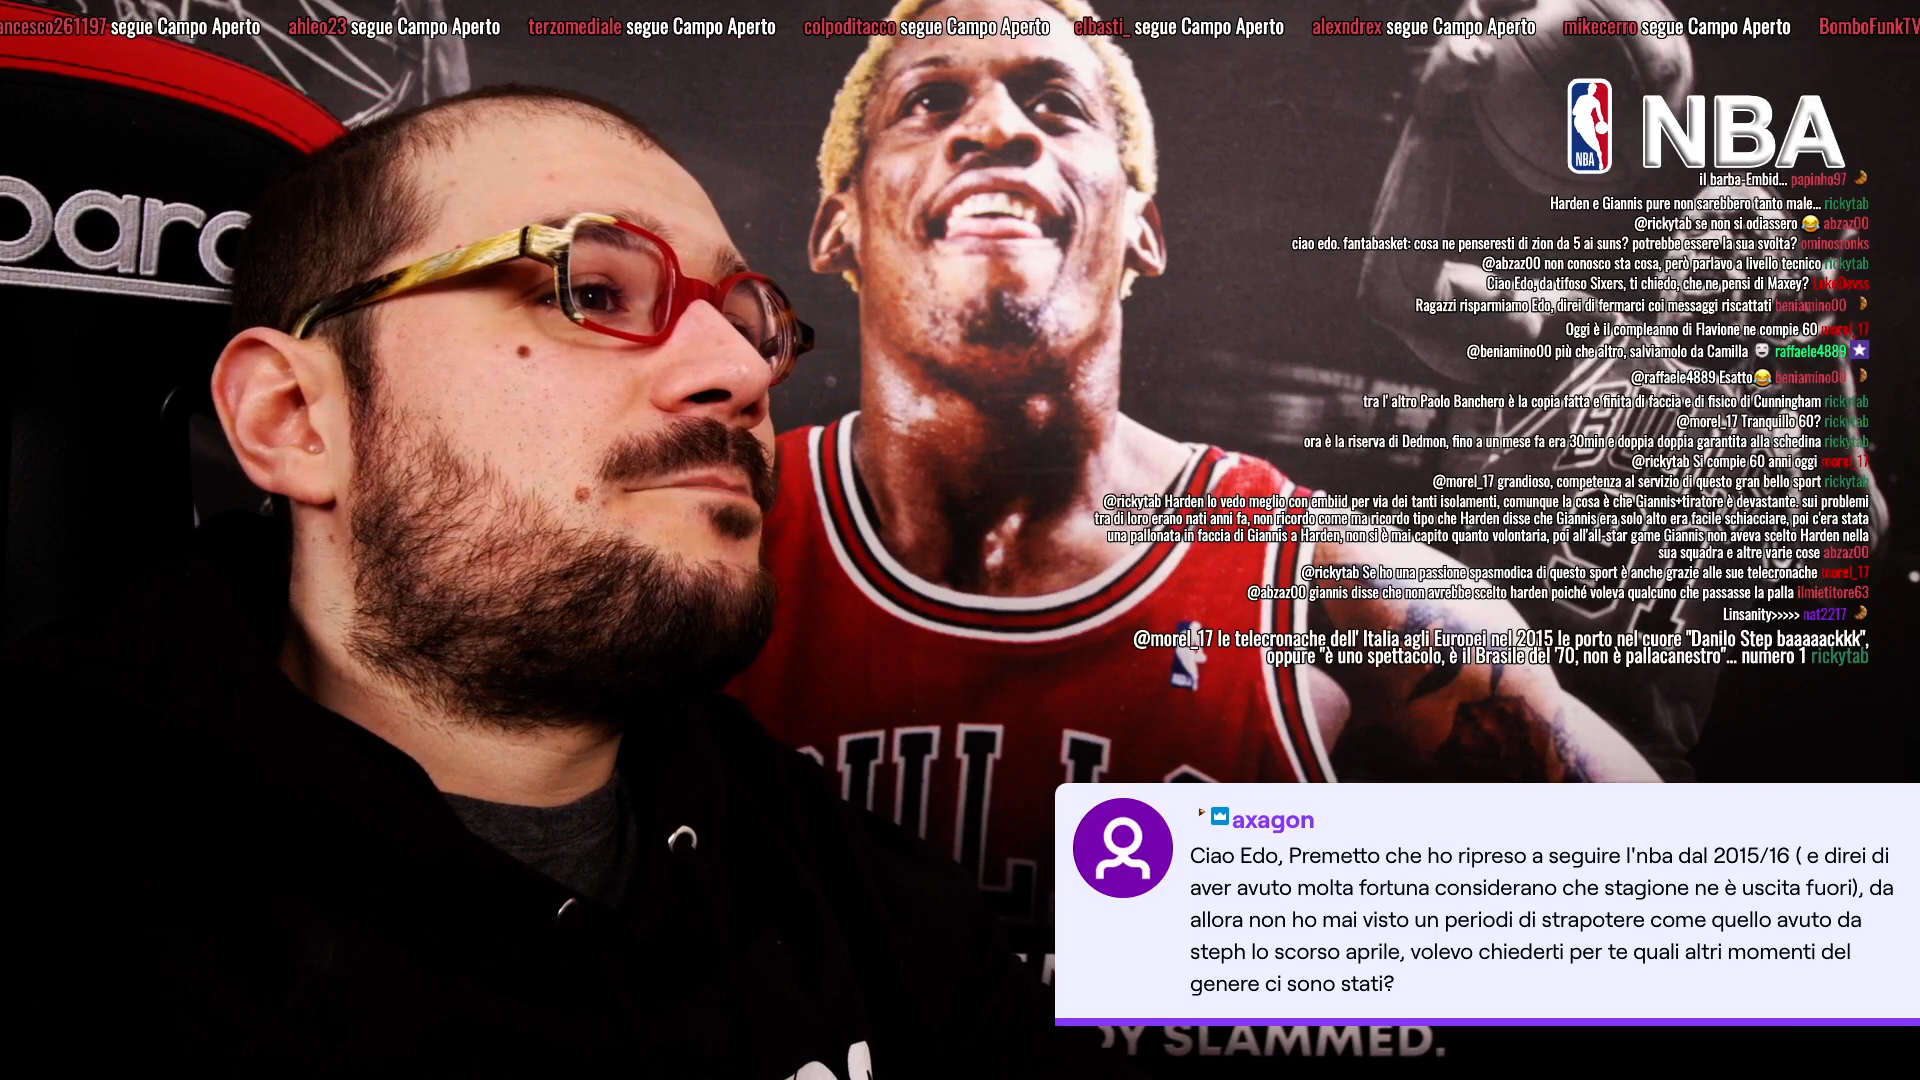 ancesco261197 segue Campo Aperto ahleo23 segue Campo Aperto terzomediale segue Campo Aperto colpoditacco segue Campo Aperto elbasti_ segue Campo Aperto alexndrex segue Campo Aperto mikecerro segue Campo Aperto BomboFunkTV
NBA
NBA
il barba-Embid... papinho97
Harden e Giannis pure non sarebbero tanto male... rickytab
@rickytab se non si odiassero 😂 abzaz00
ciao edo. fantabasket: cosa ne penseresti di zion da 5 ai suns? potrebbe essere la sua svolta? ominostonks
@abzaz00 non conosco sta cosa, però parlavo a livello tecnico rickytab
Ciao Edo, da tifoso Sixers, ti chiedo, che ne pensi di Maxey?
Ragazzi risparmiamo Edo, direi di fermarci coi messaggi riscattati beniamino00
Oggi è il compleanno di Flavione ne compie 60 morel_17
@beniamino00 più che altro, salviamolo da Camilla raffaele4889
@raffaele4889 Esatto😂 beniamino00
tra l' altro Paolo Banchero è la copia fatta e finita di faccia e di fisico di Cunningham rickytab
@morel_17 Tranquillo 60? rickytab
ora è la riserva di Dedmon, fino a un mese fa era 30min e doppia doppia garantita alla schedina rickytab
@rickytab Si compie 60 anni oggi morel_17
@morel_17 grandioso, competenza al servizio di questo gran bello sport rickytab
@rickytab Harden lo vedo meglio con embiid per via dei tanti isolamenti, comunque la cosa è che Giannis+tiratore è devastante. sui problemi
tra di loro erano nati anni fa, non ricordo come ma ricordo tipo che Harden disse che Giannis era solo alto era facile schiacciare, poi c'era stata
una pallonata in faccia di Giannis a Harden, non si è mai capito quanto volontaria, poi all'all-star game Giannis non aveva scelto Harden nella
sua squadra e altre varie cose abzaz00
@rickytab Se ho una passione spasmodica di questo sport è anche grazie alle sue telecronache morel_17
@abzaz00 giannis disse che non avrebbe scelto harden poiché voleva qualcuno che passasse la palla ilmietitore63
Linsanity>>>>> nat2217
@morel_17 le telecronache dell' Italia agli Europei nel 2015 le porto nel cuore "Danilo Step baaaaackkk",
oppure "è uno spettacolo, è il Brasile del '70, non è pallacanestro"... numero 1 rickytab
axagon
Ciao Edo, Premetto che ho ripreso a seguire l'nba dal 2015/16 ( e direi di
aver avuto molta fortuna considerano che stagione ne è uscita fuori), da
allora non ho mai visto un periodi di strapotere come quello avuto da
steph lo scorso aprile, volevo chiederti per te quali altri momenti del
genere ci sono stati?
SLAMMED.